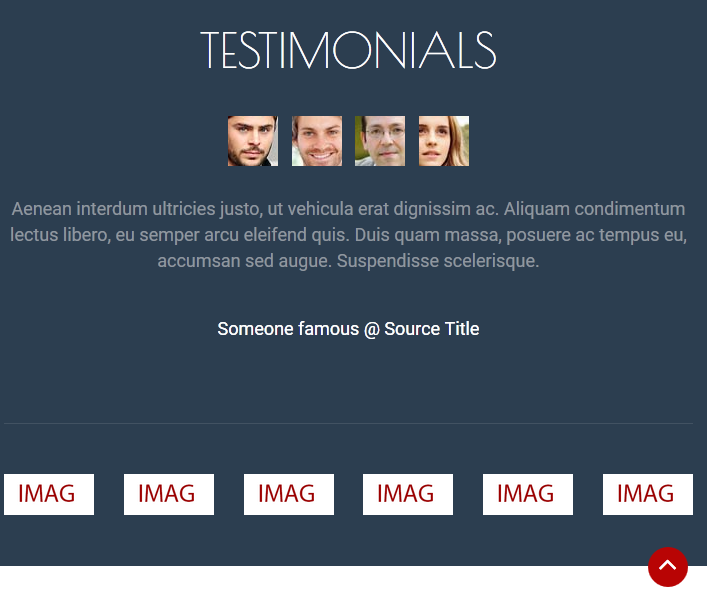 TESTIMONIALS
Aenean interdum ultricies justo, ut vehicula erat dignissim ac. Aliquam condimentum
lectus libero, eu semper arcu eleifend quis. Duis quam massa, posuere ac tempus eu,
accumsan sed augue. Suspendisse scelerisque.
Someone famous @ Source Title
IMAG IMAG IMAG IMAG IMAG IMAG